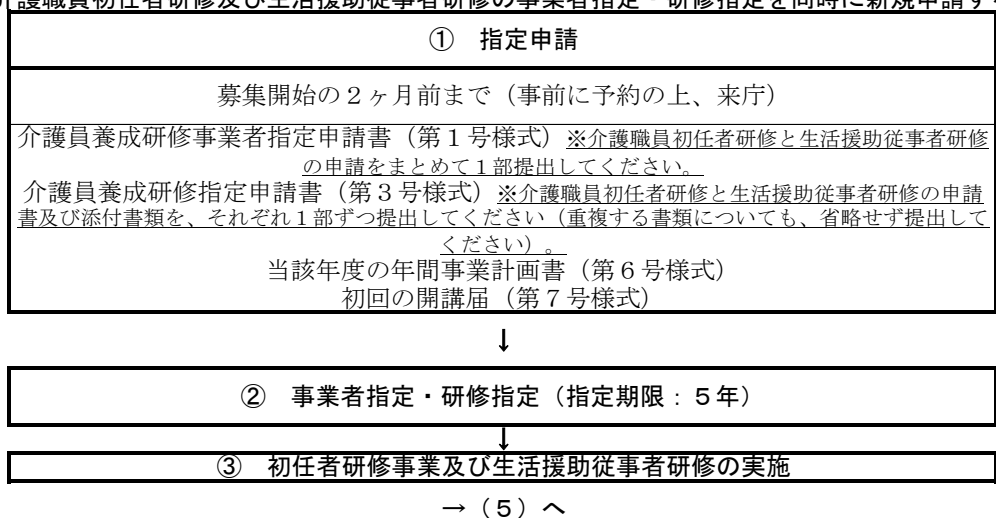 介護職員初任者研修及び生活援助従事者研修の事業者指定・研修指定を同時に新規申請す
① 指定申請
募集開始の２ヶ月前まで（事前に予約の上、来庁）
介護員養成研修事業者指定申請書（第１号様式）※介護職員初任者研修と生活援助従事者研修
の申請をまとめて１部提出してください。
介護員養成研修指定申請書（第３号様式）※介護職員初任者研修と生活援助従事者研修の申請
書及び添付書類を、それぞれ１部ずつ提出してください（重複する書類についても、省略せず提出して
ください）。
当該年度の年間事業計画書（第６号様式）
初回の開講届（第７号様式）
↓
② 事業者指定・研修指定（指定期限：５年）
↓
③ 初任者研修事業及び生活援助従事者研修の実施
→（５）へ